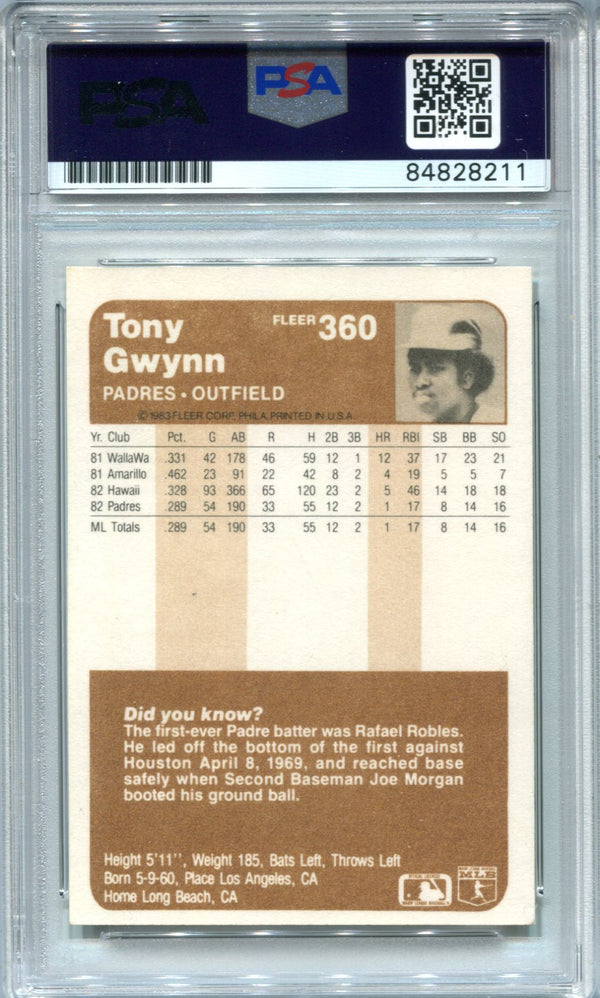 PSA PSA
84828211
Tony
Gwynn
FLEER 360
PADRES • OUTFIELD
©1983 FLEER CORP. PHILA. PRINTED IN U.S.A.
Yr. Club Pct. G AB R H 2B 3B HR RBI SB BB SO
81 WallaWa .331 42 178 46 59 12 1 12 37 17 23 21
81 Amarillo .462 23 91 22 42 8 2 4 19 5 5 7
82 Hawaii .328 93 366 65 120 23 2 5 46 14 18 18
82 Padres .289 54 190 33 55 12 2 1 17 8 14 16
ML Totals .289 54 190 33 55 12 2 1 17 8 14 16
Did you know?
The first-ever Padre batter was Rafael Robles.
He led off the bottom of the first against
Houston April 8, 1969, and reached base
safely when Second Baseman Joe Morgan
booted his ground ball.
Height 5'11'', Weight 185, Bats Left, Throws Left
Born 5-9-60, Place Los Angeles, CA
Home Long Beach, CA